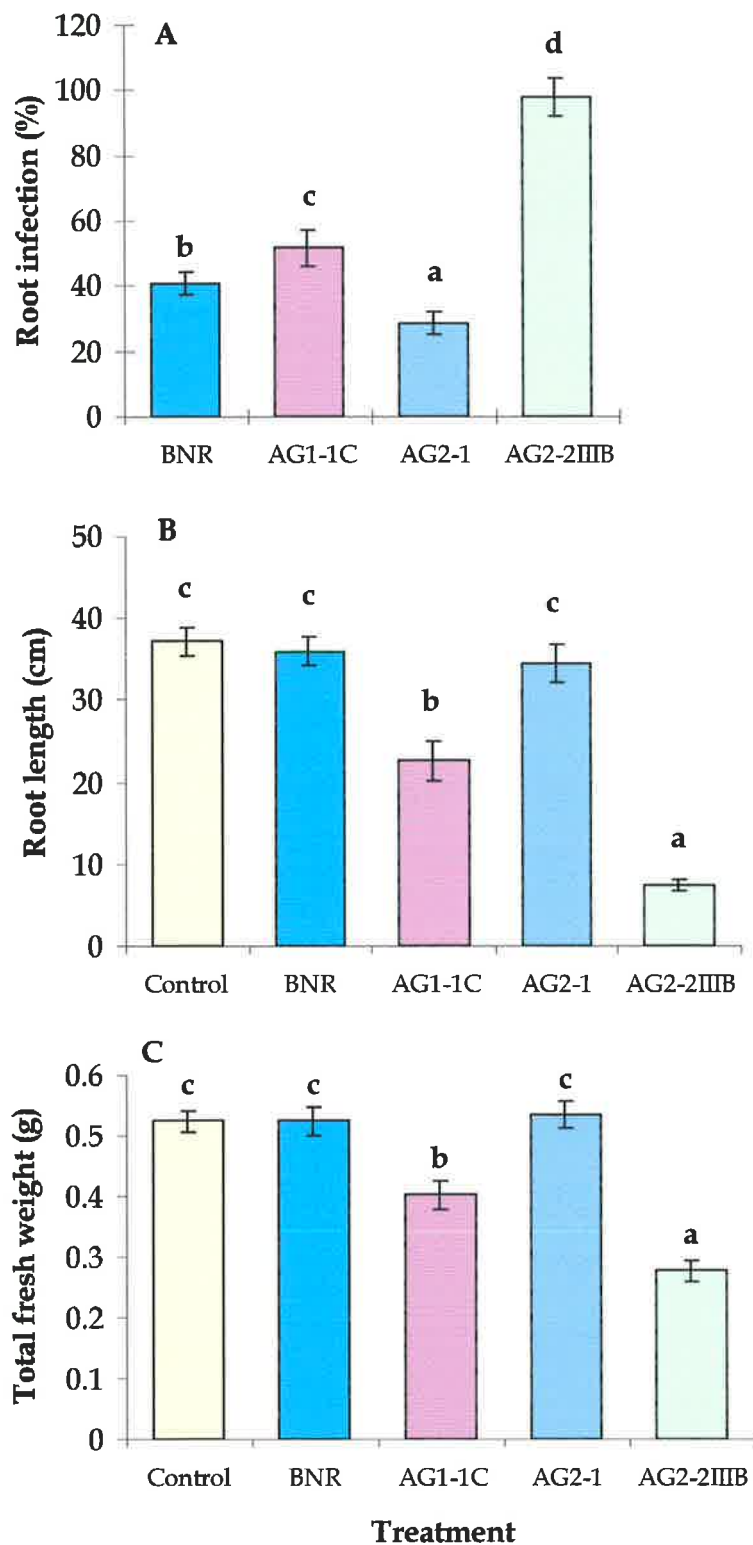 A
Root infection (%)
120
100
80
60
40
20
0
b
c
a
d
BNR AG1-1C AG2-1 AG2-2IIIB
B
Root length (cm)
50
40
30
20
10
0
c
c
b
c
a
Control BNR AG1-1C AG2-1 AG2-2IIIB
C
Total fresh weight (g)
0.6
0.5
0.4
0.3
0.2
0.1
0
c
c
b
c
a
Control BNR AG1-1C AG2-1 AG2-2IIIB
Treatment